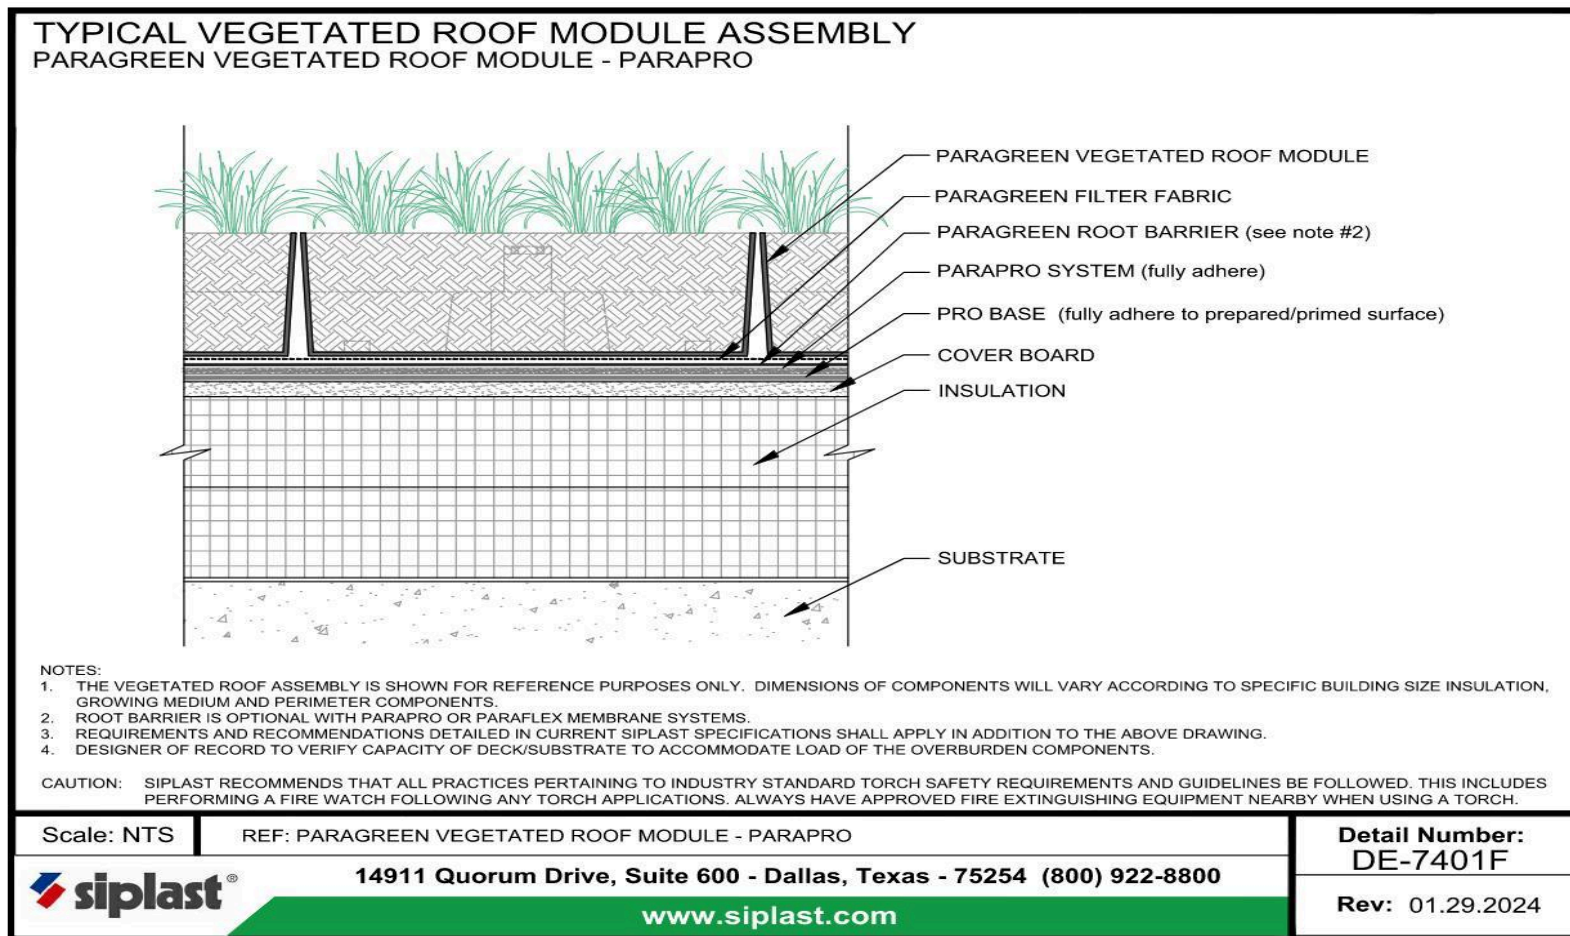 TYPICAL VEGETATED ROOF MODULE ASSEMBLY
PARAGREEN VEGETATED ROOF MODULE - PARAPRO
PARAGREEN VEGETATED ROOF MODULE
PARAGREEN FILTER FABRIC
PARAGREEN ROOT BARRIER (see note #2)
PARAPRO SYSTEM (fully adhere)
PRO BASE (fully adhere to prepared/primed surface)
COVER BOARD
INSULATION
SUBSTRATE
NOTES:
1. THE VEGETATED ROOF ASSEMBLY IS SHOWN FOR REFERENCE PURPOSES ONLY. DIMENSIONS OF COMPONENTS WILL VARY ACCORDING TO SPECIFIC BUILDING SIZE INSULATION,
GROWING MEDIUM AND PERIMETER COMPONENTS.
2. ROOT BARRIER IS OPTIONAL WITH PARAPRO OR PARAFLEX MEMBRANE SYSTEMS.
3. REQUIREMENTS AND RECOMMENDATIONS DETAILED IN CURRENT SIPLAST SPECIFICATIONS SHALL APPLY IN ADDITION TO THE ABOVE DRAWING.
4. DESIGNER OF RECORD TO VERIFY CAPACITY OF DECK/SUBSTRATE TO ACCOMMODATE LOAD OF THE OVERBURDEN COMPONENTS.
CAUTION: SIPLAST RECOMMENDS THAT ALL PRACTICES PERTAINING TO INDUSTRY STANDARD TORCH SAFETY REQUIREMENTS AND GUIDELINES BE FOLLOWED. THIS INCLUDES
PERFORMING A FIRE WATCH FOLLOWING ANY TORCH APPLICATIONS. ALWAYS HAVE APPROVED FIRE EXTINGUISHING EQUIPMENT NEARBY WHEN USING A TORCH.
Scale: NTS
REF: PARAGREEN VEGETATED ROOF MODULE - PARAPRO
Detail Number:
DE-7401F
siplast®
14911 Quorum Drive, Suite 600 - Dallas, Texas - 75254 (800) 922-8800
www.siplast.com
Rev: 01.29.2024